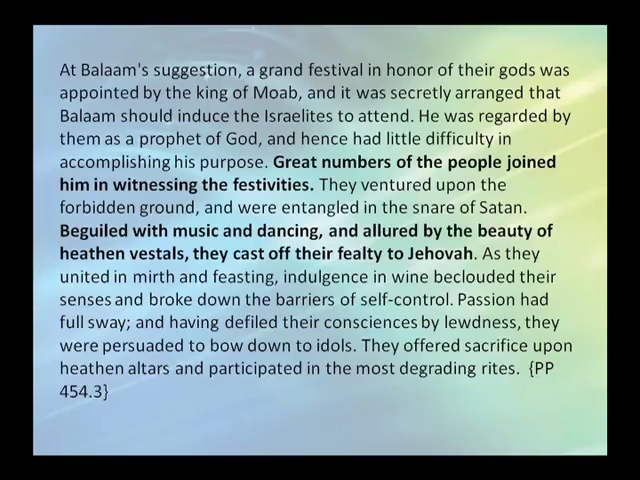 At Balaam's suggestion, a grand festival in honor of their gods was
appointed by the king of Moab, and it was secretly arranged that
Balaam should induce the Israelites to attend. He was regarded by
them as a prophet of God, and hence had little difficulty in
accomplishing his purpose. Great numbers of the people joined
him in witnessing the festivities. They ventured upon the
forbidden ground, and were entangled in the snare of Satan.
Beguiled with music and dancing, and allured by the beauty of
heathen vestals, they cast off their fealty to Jehovah. As they
united in mirth and feasting, indulgence in wine beclouded their
senses and broke down the barriers of self-control. Passion had
full sway; and having defiled their consciences by lewdness, they
were persuaded to bow down to idols. They offered sacrifice upon
heathen altars and participated in the most degrading rites. {PP
454.3}